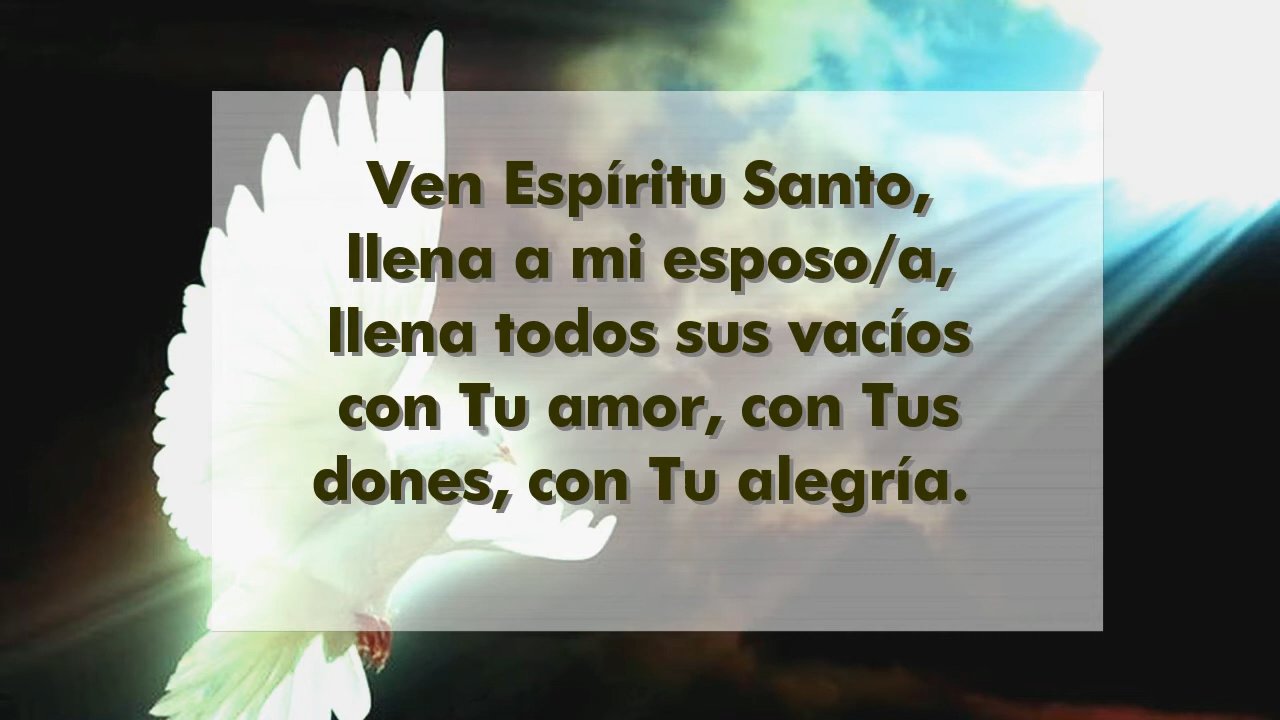 Ven Espíritu Santo,
llena a mi esposo/a,
llena todos sus vacíos
con Tu amor, con Tus
dones, con Tu alegría.